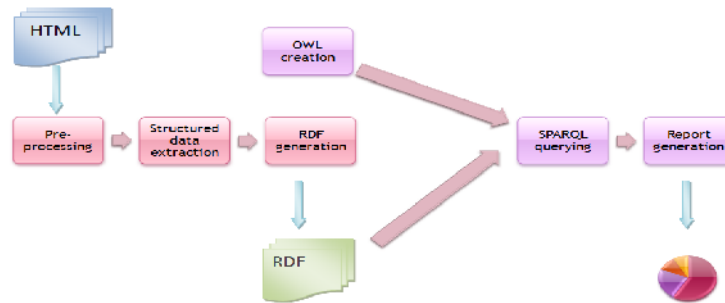 HTML
OWL
creation
Pre-
processing
Structured
data
extraction
RDF
generation
SPARQL
querying
Report
generation
RDF